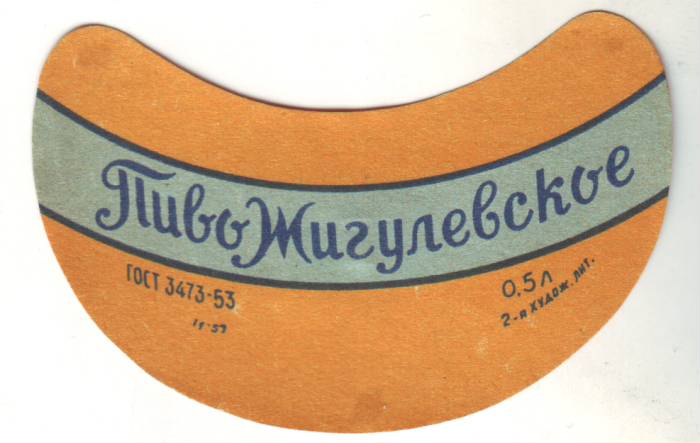 Пиво Жигулевское
ГОСТ 3473-53
0,5 л
2-я ХУДОЖ. ЛИТ.